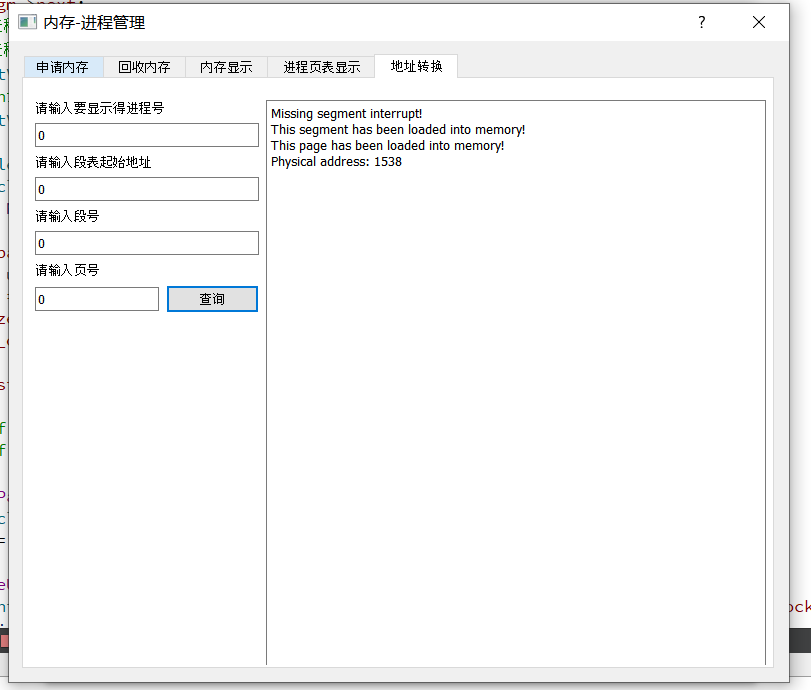 内存-进程管理
?
申请内存 回收内存 内存显示 进程页表显示 地址转换
请输入要显示得进程号
0
请输入段表起始地址
0
请输入段号
0
请输入页号
0 查询
Missing segment interrupt!
This segment has been loaded into memory!
This page has been loaded into memory!
Physical address: 1538